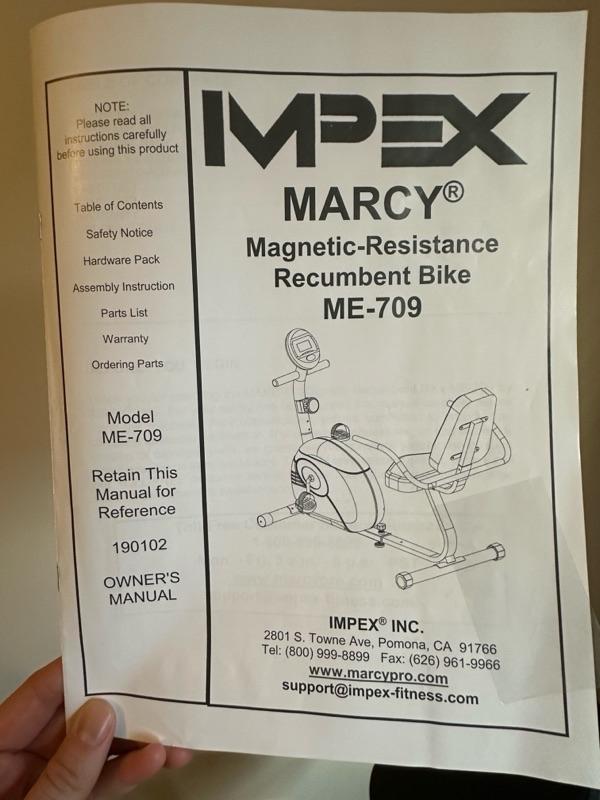 NOTE:
Please read all
instructions carefully
before using this product
Table of Contents
Safety Notice
Hardware Pack
Assembly Instruction
Parts List
Warranty
Ordering Parts
Model
ME-709
Retain This
Manual for
Reference
190102
OWNER'S
MANUAL
IMPEX
MARCY®
Magnetic-Resistance
Recumbent Bike
ME-709
IMPEX® INC.
2801 S. Towne Ave, Pomona, CA 91766
Tel: (800) 999-8899 Fax: (626) 961-9966
www.marcypro.com
support@impex-fitness.com